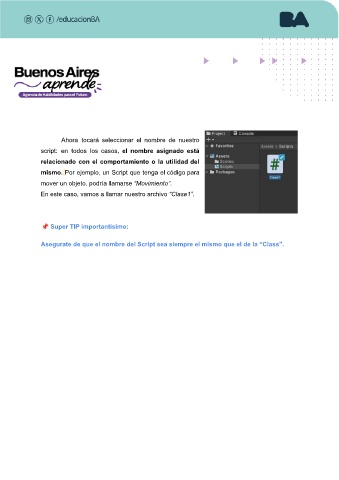 /educacionBA
BA
Buenos Aires
aprende
Agencia de Habilidades para el Futuro
Ahora tocará seleccionar el nombre de nuestro
script: en todos los casos, el nombre asignado está
relacionado con el comportamiento o la utilidad del
mismo. Por ejemplo, un Script que tenga el código para
mover un objeto, podría llamarse "Movimiento".
En este caso, vamos a llamar nuestro archivo "Clase1".
Project Console
Favorites
Assets
Scenes
Scripts
Packages
Assets > Scripts
Clase1
📌 Super TIP importantísimo:
Asegurate de que el nombre del Script sea siempre el mismo que el de la "Class".